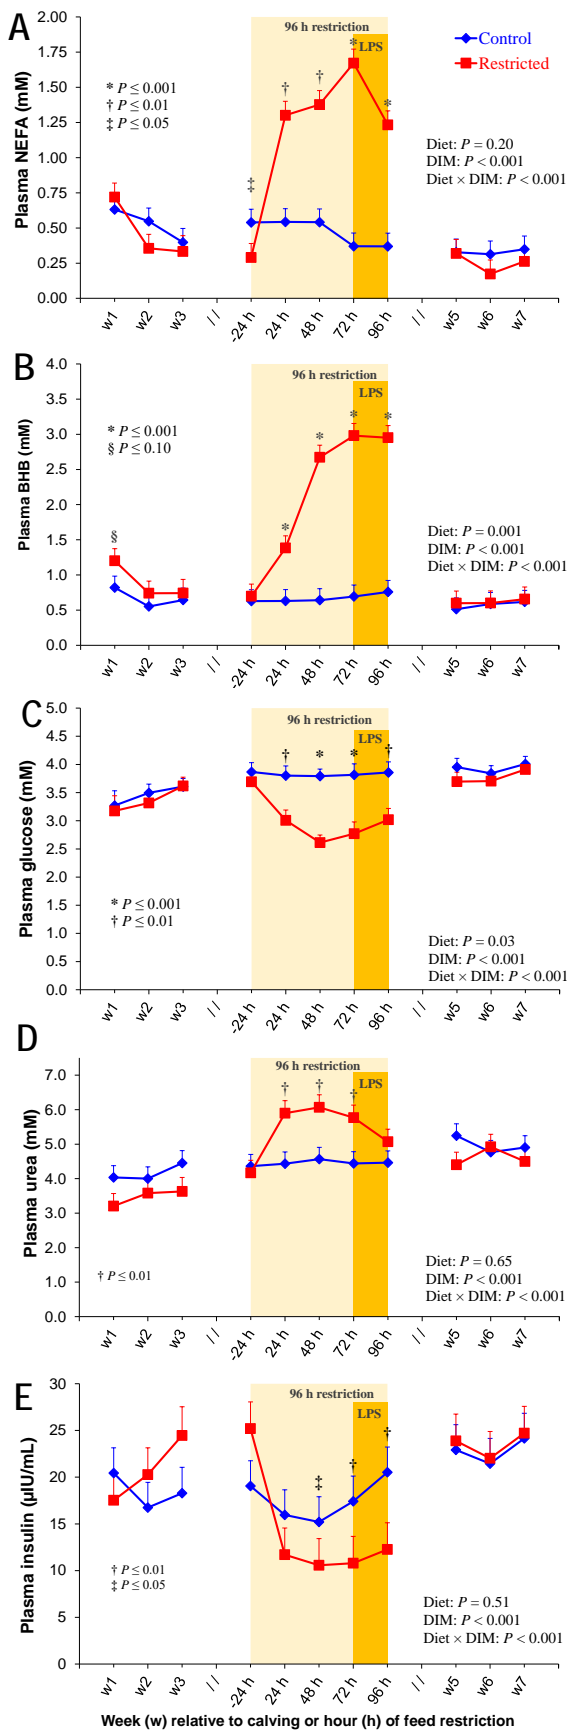 A
96 h restriction
LPS
Control
Restricted
* P ≤ 0.001
† P ≤ 0.01
‡ P ≤ 0.05
*
†
†
*
‡
Diet: P = 0.20
DIM: P < 0.001
Diet × DIM: P < 0.001
Plasma NEFA (mM)
2.00
1.75
1.50
1.25
1.00
0.75
0.50
0.25
0.00
w1 w2 w3 // -24 h 24 h 48 h 72 h 96 h // w5 w6 w7
B
96 h restriction
LPS
* P ≤ 0.001
§ P ≤ 0.10
* *
*
*
§
Diet: P = 0.001
DIM: P < 0.001
Diet × DIM: P < 0.001
Plasma BHB (mM)
4.0
3.5
3.0
2.5
2.0
1.5
1.0
0.5
0.0
w1 w2 w3 // -24 h 24 h 48 h 72 h 96 h // w5 w6 w7
C
96 h restriction
LPS
† * * †
* P ≤ 0.001
† P ≤ 0.01
Diet: P = 0.03
DIM: P < 0.001
Diet × DIM: P < 0.001
Plasma glucose (mM)
5.0
4.5
4.0
3.5
3.0
2.5
2.0
1.5
1.0
0.5
0.0
w1 w2 w3 // -24 h 24 h 48 h 72 h 96 h // w5 w6 w7
D
96 h restriction
LPS
† † †
† P ≤ 0.01
Diet: P = 0.65
DIM: P < 0.001
Diet × DIM: P < 0.001
Plasma urea (mM)
7.0
6.0
5.0
4.0
3.0
2.0
1.0
0.0
w1 w2 w3 // -24 h 24 h 48 h 72 h 96 h // w5 w6 w7
E
96 h restriction
LPS
‡ † †
† P ≤ 0.01
‡ P ≤ 0.05
Diet: P = 0.51
DIM: P < 0.001
Diet × DIM: P < 0.001
Plasma insulin (µIU/mL)
30
25
20
15
10
5
0
w1 w2 w3 // -24 h 24 h 48 h 72 h 96 h // w5 w6 w7
Week (w) relative to calving or hour (h) of feed restriction